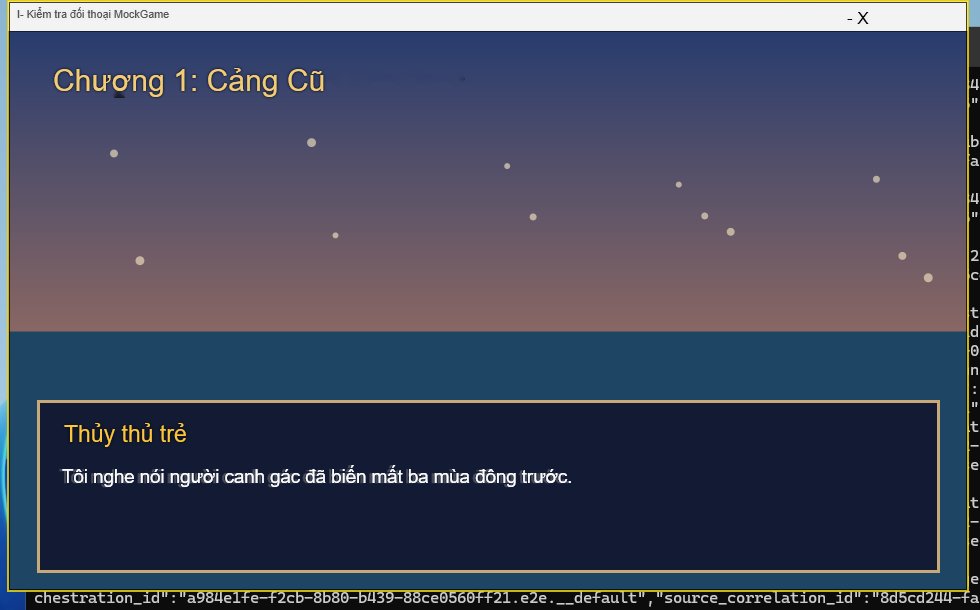 I- Kiểm tra đối thoại MockGame
- X
Chương 1: Cảng Cũ
Thủy thủ trẻ
Tôi nghe nói người canh gác đã biến mất ba mùa đông trước.
chestration_id":"a984e1fe-f2cb-8b80-b439-88ce0560ff21.e2e.__default","source_correlation_id":"8d5cd244-fa